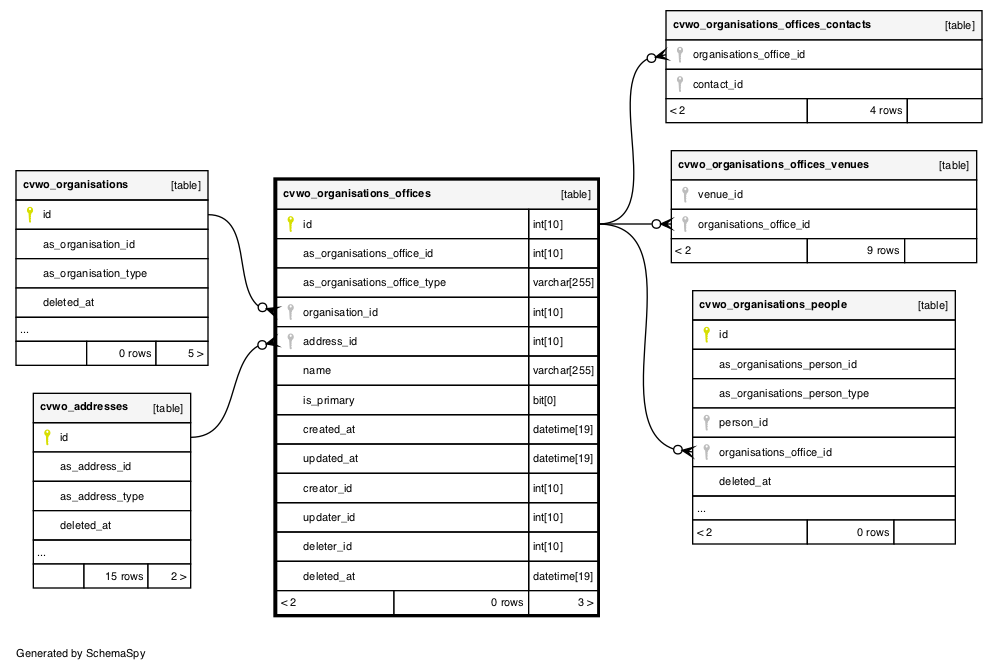 cvwo_organisations_offices_contacts [table]
organisations_office_id
contact_id
< 2 4 rows
cvwo_organisations_offices_venues [table]
venue_id
organisations_office_id
< 2 9 rows
cvwo_organisations [table]
id
as_organisation_id
as_organisation_type
deleted_at
...
0 rows 5 >
cvwo_organisations_offices [table]
id int[10]
as_organisations_office_id int[10]
as_organisations_office_type varchar[255]
organisation_id int[10]
address_id int[10]
name varchar[255]
is_primary bit[0]
created_at datetime[19]
updated_at datetime[19]
creator_id int[10]
updater_id int[10]
deleter_id int[10]
deleted_at datetime[19]
< 2 0 rows 3 >
cvwo_organisations_people [table]
id
as_organisations_person_id
as_organisations_person_type
person_id
organisations_office_id
deleted_at
...
< 2 0 rows
cvwo_addresses [table]
id
as_address_id
as_address_type
deleted_at
...
15 rows 2 >
Generated by SchemaSpy